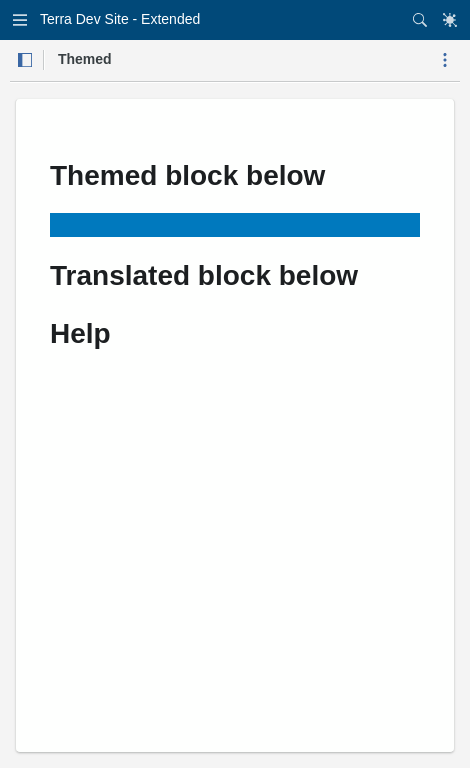 Terra Dev Site - Extended
Themed
Themed block below
Translated block below
Help